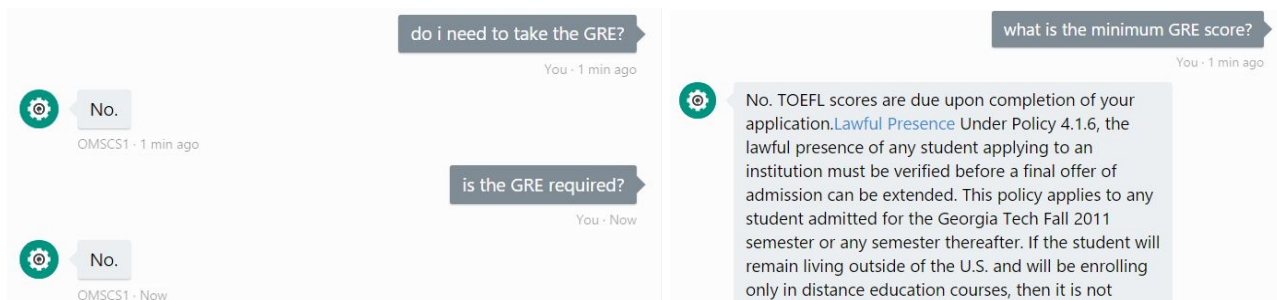 do i need to take the GRE?
You · 1 min ago
No.
OMSCS1 · 1 min ago
is the GRE required?
You · Now
No.
OMSCS1 · Now
what is the minimum GRE score?
You · 1 min ago
No. TOEFL scores are due upon completion of your
application.Lawful Presence Under Policy 4.1.6, the
lawful presence of any student applying to an
institution must be verified before a final offer of
admission can be extended. This policy applies to any
student admitted for the Georgia Tech Fall 2011
semester or any semester thereafter. If the student will
remain living outside of the U.S. and will be enrolling
only in distance education courses, then it is not